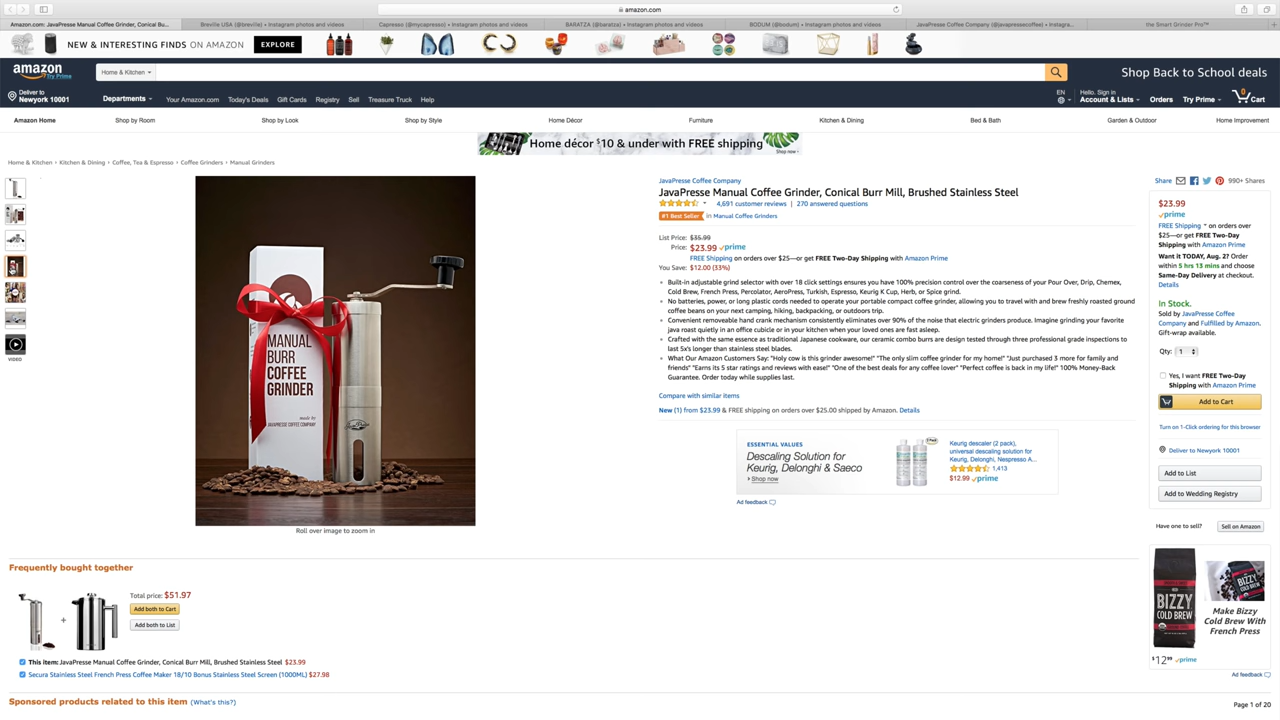 amazon.com
Amazon.com: JavaPresse Manual Coffee Grinder, Conical Bu...
Breville USA (@breville) • Instagram photos and videos
Capresso (@mycapresso) • Instagram photos and videos
BARATZA (@baratza) • Instagram photos and videos
BODUM (@bodum) • Instagram photos and videos
JavaPresse Coffee Company (@javapressecoffee) • Instagra...
the Smart Grinder Pro™
NEW & INTERESTING FINDS ON AMAZON EXPLORE
amazon
Try Prime
Home & Kitchen
Shop Back to School deals
Deliver to
Newyork 10001
Departments
Your Amazon.com
Today's Deals
Gift Cards
Registry
Sell
Treasure Truck
Help
EN
Hello. Sign in
Account & Lists
Orders
Try Prime
0
Cart
Amazon Home
Shop by Room
Shop by Look
Shop by Style
Home Décor
Furniture
Kitchen & Dining
Bed & Bath
Garden & Outdoor
Home Improvement
Home décor $10 & under with FREE shipping
Shop now ›
Home & Kitchen › Kitchen & Dining › Coffee, Tea & Espresso › Coffee Grinders › Manual Grinders
VIDEO
MANUAL
BURR
COFFEE
GRINDER
made by
JAVAPRESSE COFFEE COMPANY
Roll over image to zoom in
JavaPresse Coffee Company
JavaPresse Manual Coffee Grinder, Conical Burr Mill, Brushed Stainless Steel
4,691 customer reviews | 270 answered questions
#1 Best Seller in Manual Coffee Grinders
List Price: $35.99
Price: $23.99 prime
FREE Shipping on orders over $25—or get FREE Two-Day Shipping with Amazon Prime
You Save: $12.00 (33%)
• Built-in adjustable grind selector with over 18 click settings ensures you have 100% precision control over the coarseness of your Pour Over, Drip, Chemex,
Cold Brew, French Press, Percolator, AeroPress, Turkish, Espresso, Keurig K Cup, Herb, or Spice grind.
• No batteries, power, or long plastic cords needed to operate your portable compact coffee grinder, allowing you to travel with and brew freshly roasted ground
coffee beans on your next camping, hiking, backpacking, or outdoors trip.
• Convenient removeable hand crank mechanism consistently eliminates over 90% of the noise that electric grinders produce. Imagine grinding your favorite
java roast quietly in an office cubicle or in your kitchen when your loved ones are fast asleep.
• Crafted with the same essence as traditional Japanese cookware, our ceramic combo burrs are design tested through three professional grade inspections to
last 5x's longer than stainless steel blades.
• What Our Amazon Customers Say: "Holy cow is this grinder awesome!" "The only slim coffee grinder for my home!" "Just purchased 3 more for family and
friends" "Earns its 5 star ratings and reviews with ease!" "One of the best deals for any coffee lover" "Perfect coffee is back in my life!" 100% Money-Back
Guarantee. Order today while supplies last.
Compare with similar items
New (1) from $23.99 & FREE shipping on orders over $25.00 shipped by Amazon. Details
ESSENTIAL VALUES
Descaling Solution for
Keurig, Delonghi & Saeco
› Shop now
Keurig descaler (2 pack),
universal descaling solution for
Keurig, Delonghi, Nespresso A...
1,413
$12.99 prime
Ad feedback
Share
990+ Shares
$23.99
prime
FREE Shipping on orders over
$25—or get FREE Two-Day
Shipping with Amazon Prime
Want it TODAY, Aug. 2? Order
within 5 hrs 13 mins and choose
Same-Day Delivery at checkout.
Details
In Stock.
Sold by JavaPresse Coffee
Company and Fulfilled by Amazon.
Gift-wrap available.
Qty: 1
Yes, I want FREE Two-Day
Shipping with Amazon Prime
Add to Cart
Turn on 1-Click ordering for this browser
Deliver to Newyork 10001
Add to List
Add to Wedding Registry
Have one to sell? Sell on Amazon
BIZZY
COLD BREW
BIZZY
COLD BREW
Make Bizzy
Cold Brew With
French Press
$12.99 prime
Ad feedback
Frequently bought together
+
Total price: $51.97
Add both to Cart
Add both to List
This item: JavaPresse Manual Coffee Grinder, Conical Burr Mill, Brushed Stainless Steel $23.99
Secura Stainless Steel French Press Coffee Maker 18/10 Bonus Stainless Steel Screen (1000ML) $27.98
Sponsored products related to this item (What's this?)
Page 1 of 20